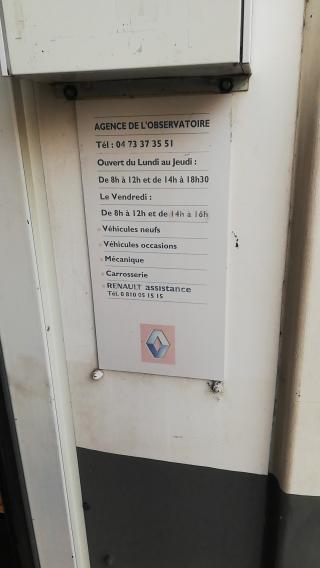 AGENCE DE L'OBSERVATOIRE
Tél : 04 73 37 35 51
Ouvert du Lundi au Jeudi :
De 8h à 12h et de 14h à 18h30
Le Vendredi :
De 8h à 12h et de 14h à 16h
Véhicules neufs
Véhicules occasions
Mécanique
Carrosserie
RENAULT assistance
Tél. 0 810 05 15 15